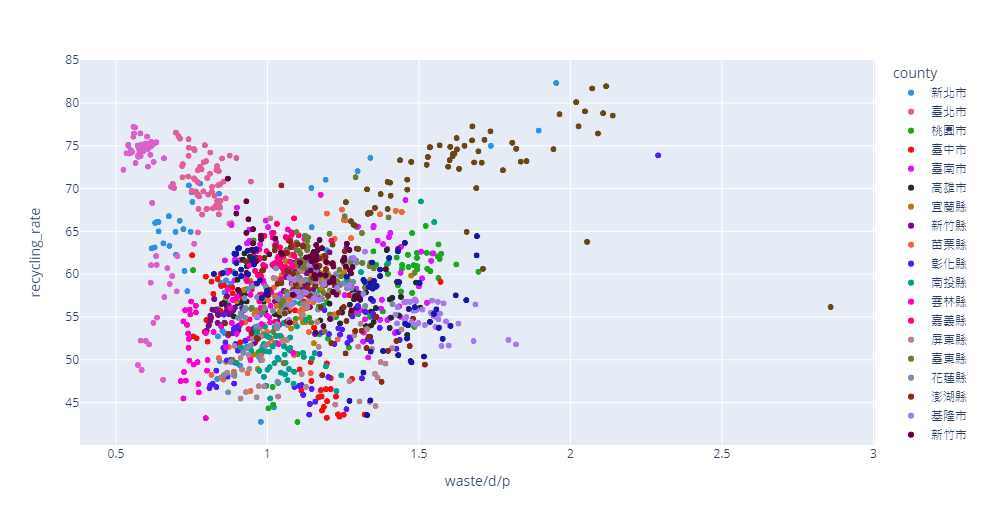 85
80
75
70
65
60
55
50
45
recycling_rate
0.5
1
1.5
2
2.5
3
waste/d/p
county
新北市
臺北市
桃園市
臺中市
臺南市
高雄市
宜蘭縣
新竹縣
苗栗縣
彰化縣
南投縣
雲林縣
嘉義縣
屏東縣
臺東縣
花蓮縣
澎湖縣
基隆市
新竹市